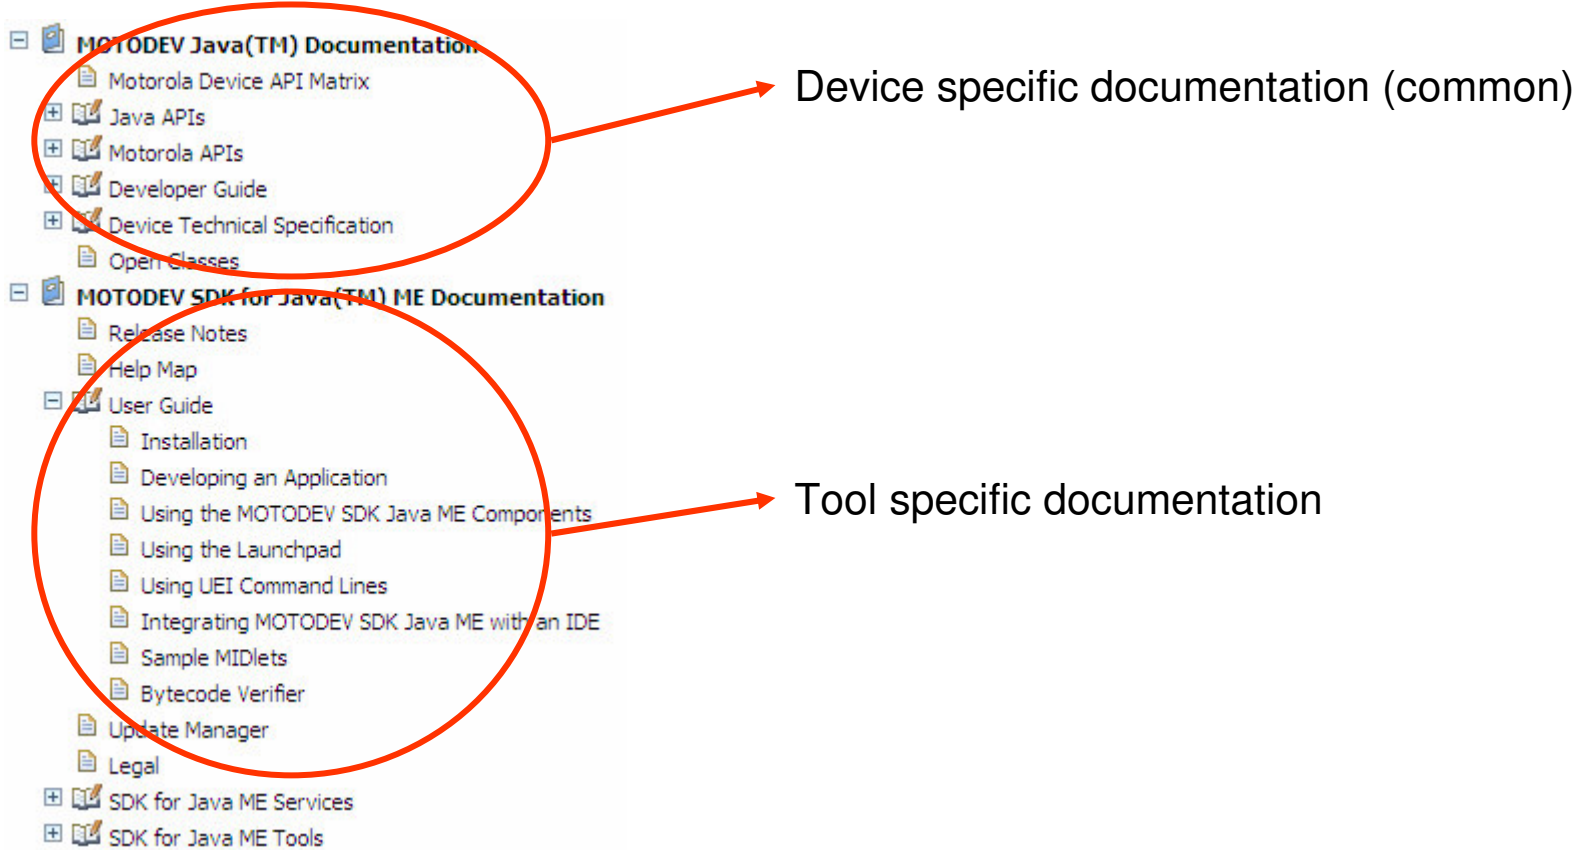 MOTODEV Java(TM) Documentation
Motorola Device API Matrix
Java APIs
Motorola APIs
Developer Guide
Device Technical Specification
Open Classes
MOTODEV SDK for Java(TM) ME Documentation
Release Notes
Help Map
User Guide
Installation
Developing an Application
Using the MOTODEV SDK Java ME Components
Using the Launchpad
Using UEI Command Lines
Integrating MOTODEV SDK Java ME with an IDE
Sample MIDlets
Bytecode Verifier
Update Manager
Legal
SDK for Java ME Services
SDK for Java ME Tools
Device specific documentation (common)
Tool specific documentation